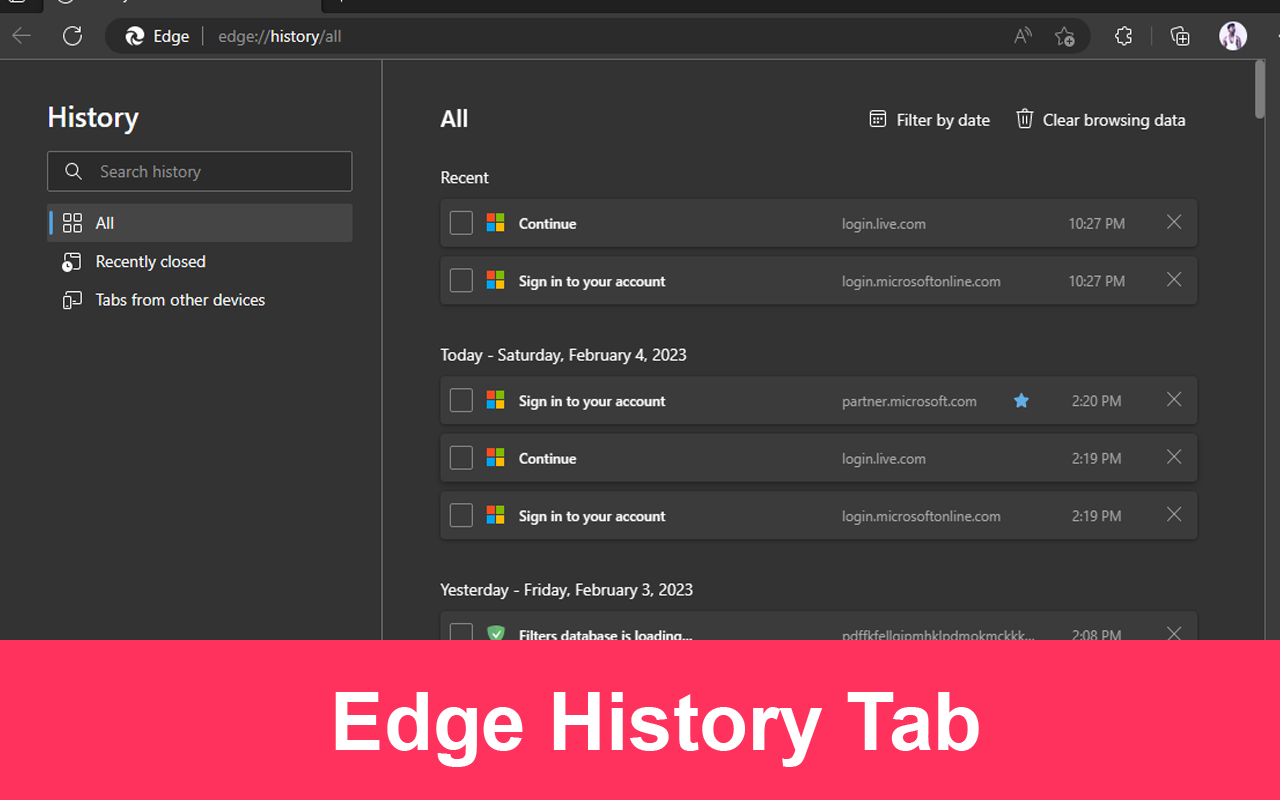 Edge edge://history/all
History
Search history
All
Recently closed
Tabs from other devices
All Filter by date Clear browsing data
Recent
Continue login.live.com 10:27 PM
Sign in to your account login.microsoftonline.com 10:27 PM
Today - Saturday, February 4, 2023
Sign in to your account partner.microsoft.com 2:20 PM
Continue login.live.com 2:19 PM
Sign in to your account login.microsoftonline.com 2:19 PM
Yesterday - Friday, February 3, 2023
Filters database is loading... 2:08 PM
Edge History Tab